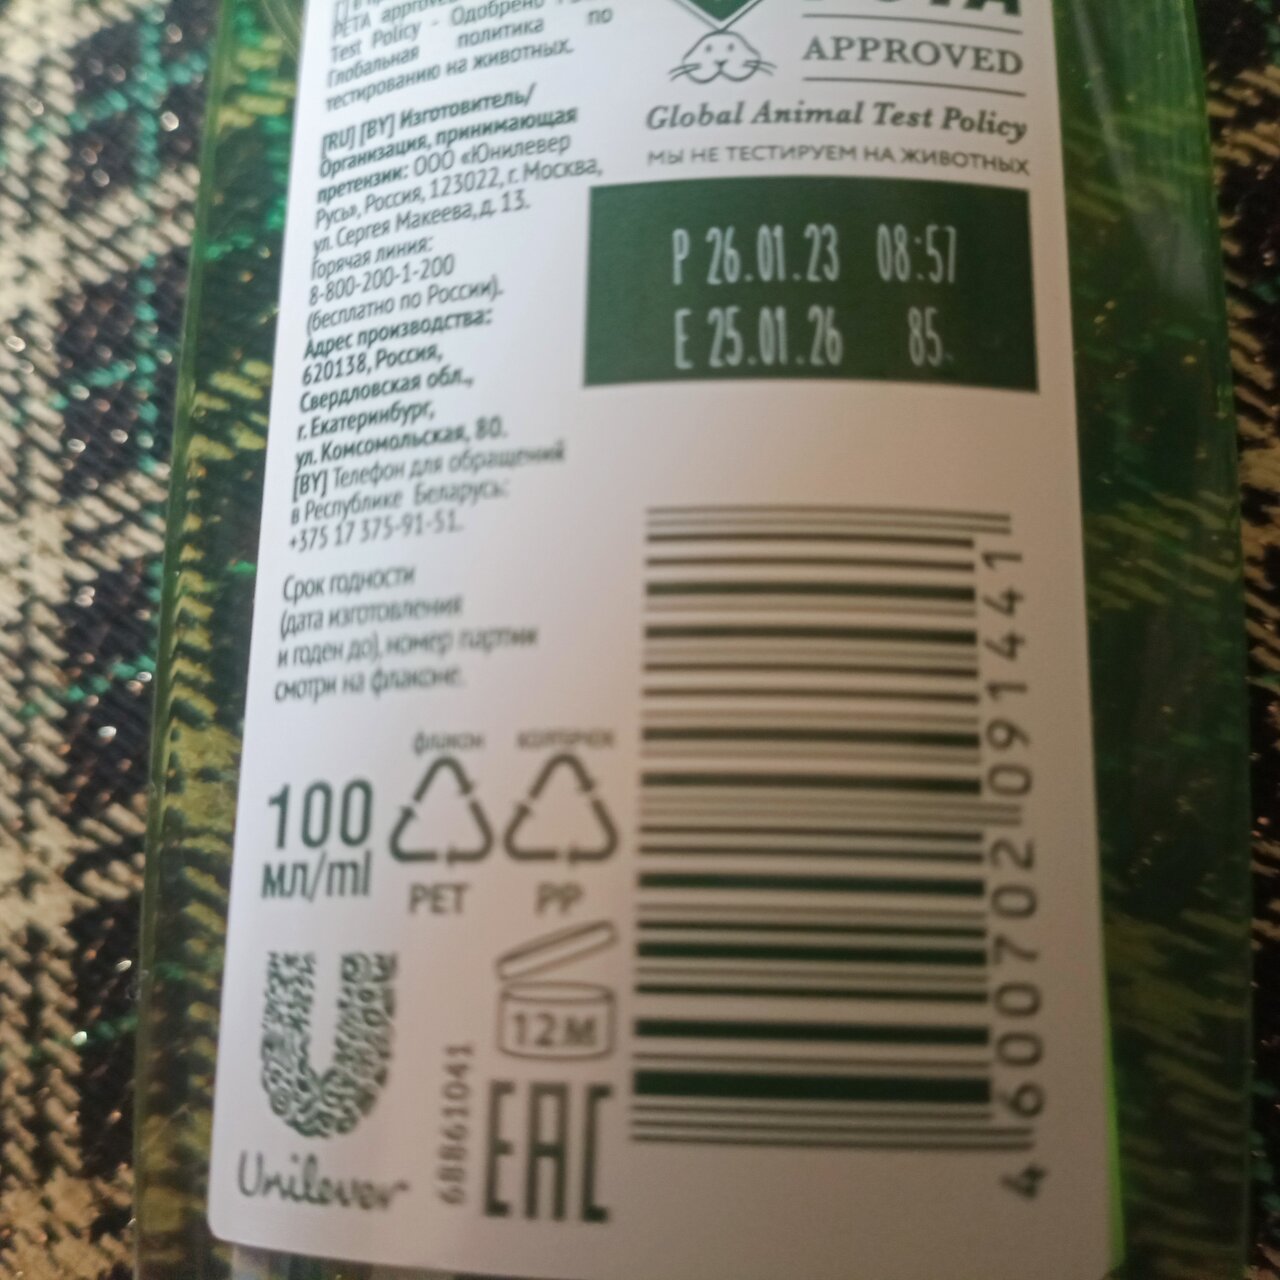 PETA approved
Test Policy - Одобрено
Глобальная политика по
тестированию на животных.
[RU] [BY] Изготовитель/
Организация, принимающая
претензии: ООО «Юнилевер
Русь», Россия, 123022, г. Москва,
ул. Сергея Макеева, д. 13.
Горячая линия:
8-800-200-1-200
(бесплатно по России).
Адрес производства:
620138, Россия,
Свердловская обл.,
г. Екатеринбург,
ул. Комсомольская, 80.
[BY] Телефон для обращений
в Республике Беларусь:
+375 17 375-91-51.
Срок годности
(дата изготовления
и годен до), номер партии
смотри на флаконе.
APPROVED
Global Animal Test Policy
МЫ НЕ ТЕСТИРУЕМ НА ЖИВОТНЫХ
P 26.01.23 08:57
E 25.01.26 85
флакон колпачок
100
мл/ml
PET PP
12 M
Unilever
68861041
EAC
4 600702 091441